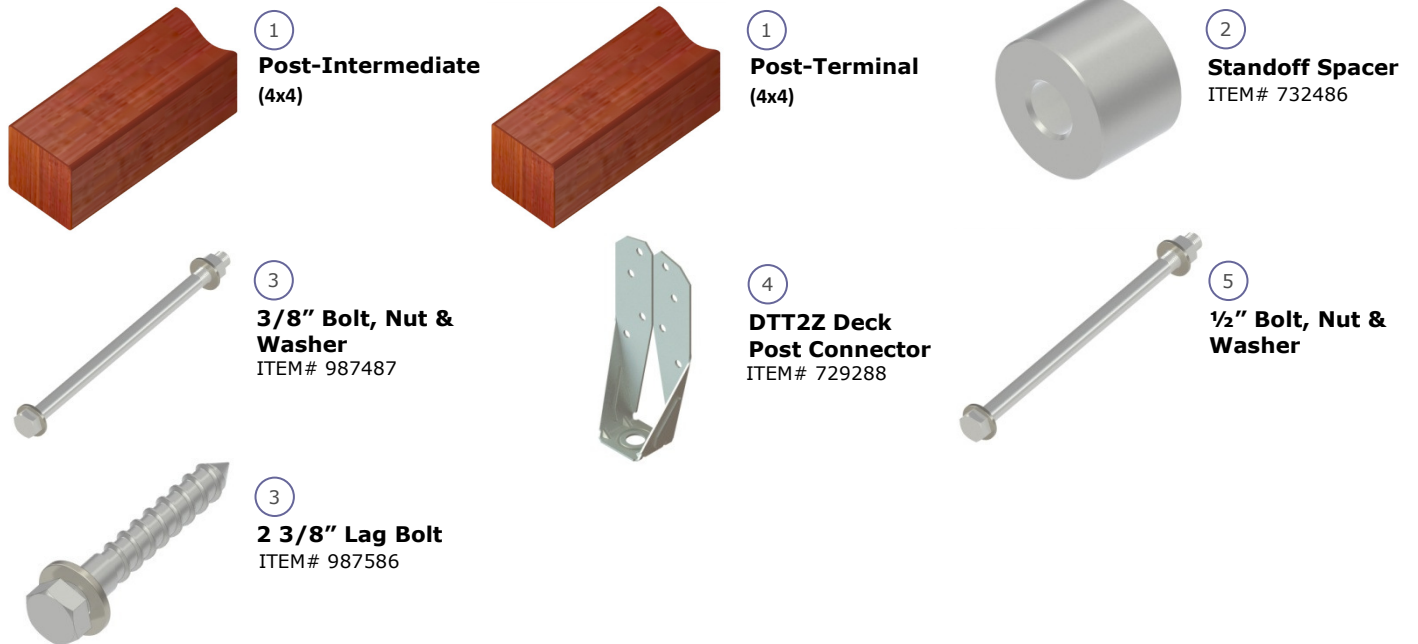 1
Post-Intermediate
(4x4)
1
Post-Terminal
(4x4)
2
Standoff Spacer
ITEM# 732486
3
3/8” Bolt, Nut &
Washer
ITEM# 987487
4
DTT2Z Deck
Post Connector
ITEM# 729288
5
½” Bolt, Nut &
Washer
3
2 3/8” Lag Bolt
ITEM# 987586